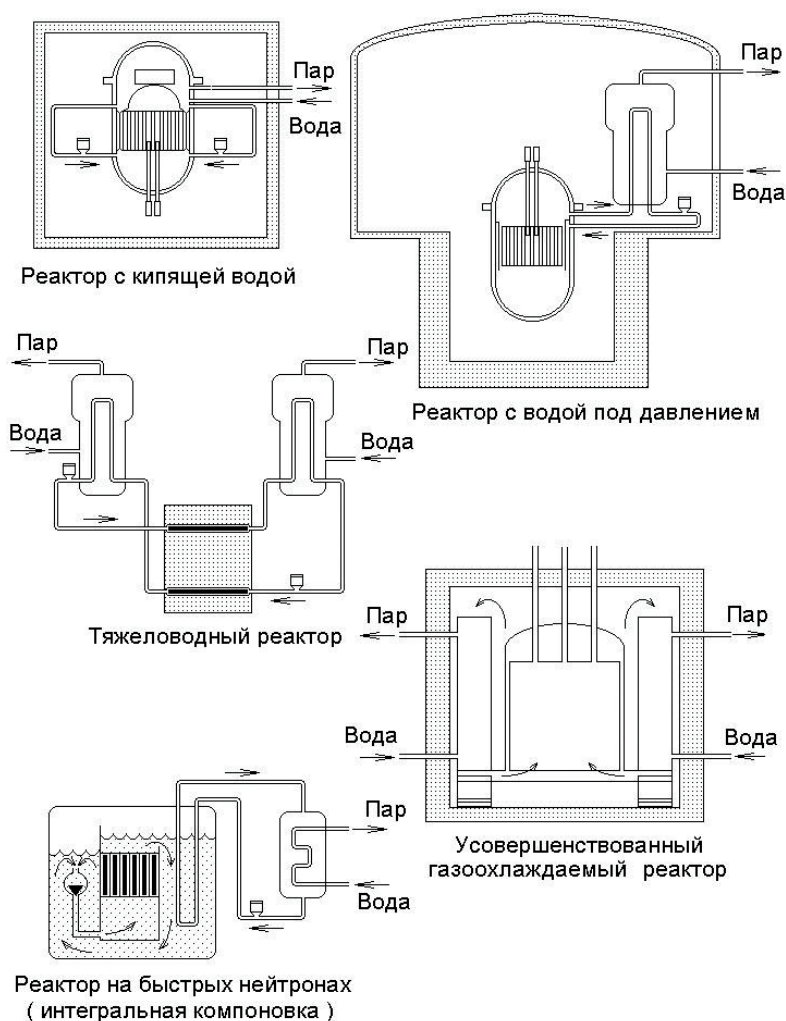 Пар
Вода
Реактор с кипящей водой
Пар
Вода
Реактор с водой под давлением
Пар
Пар
Вода
Вода
Тяжеловодный реактор
Пар
Пар
Вода
Вода
Усовершенствованный
газоохлаждаемый реактор
Пар
Вода
Реактор на быстрых нейтронах
( интегральная компоновка )